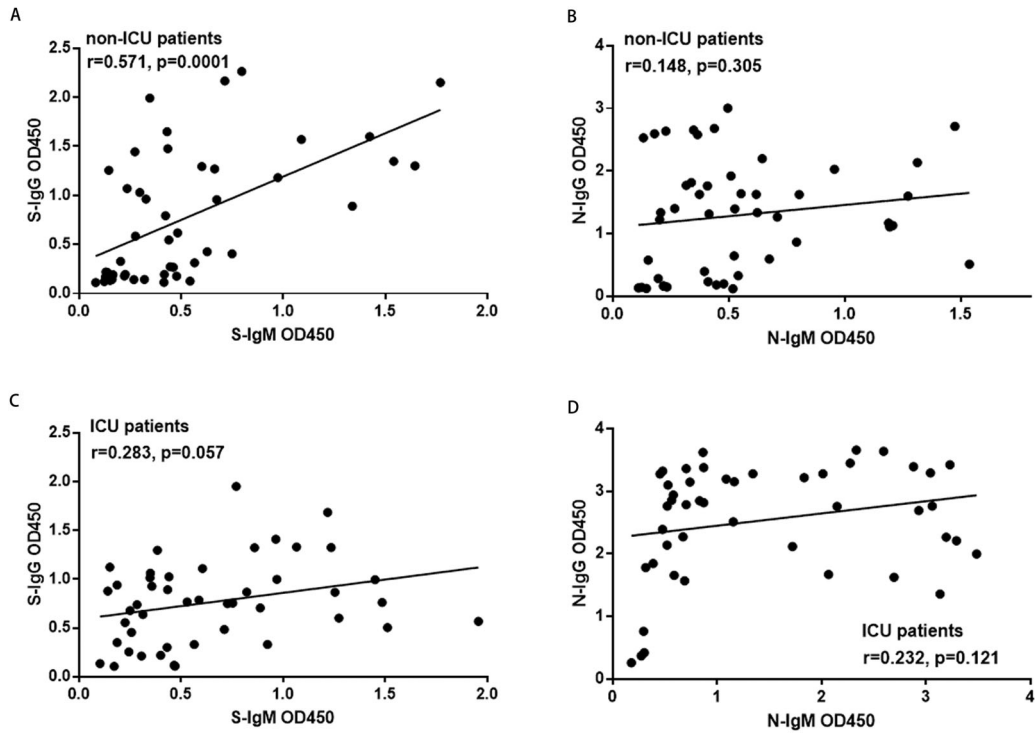 A
non-ICU patients
r=0.571, p=0.0001
2.5
2.0
1.5
1.0
0.5
0.0
S-IgG OD450
0.0 0.5 1.0 1.5 2.0
S-IgM OD450
B
non-ICU patients
r=0.148, p=0.305
4
3
2
1
0
N-IgG OD450
0.0 0.5 1.0 1.5
N-IgM OD450
C
ICU patients
r=0.283, p=0.057
2.5
2.0
1.5
1.0
0.5
0.0
S-IgG OD450
0.0 0.5 1.0 1.5 2.0
S-IgM OD450
D
4
3
2
1
0
N-IgG OD450
ICU patients
r=0.232, p=0.121
0 1 2 3 4
N-IgM OD450